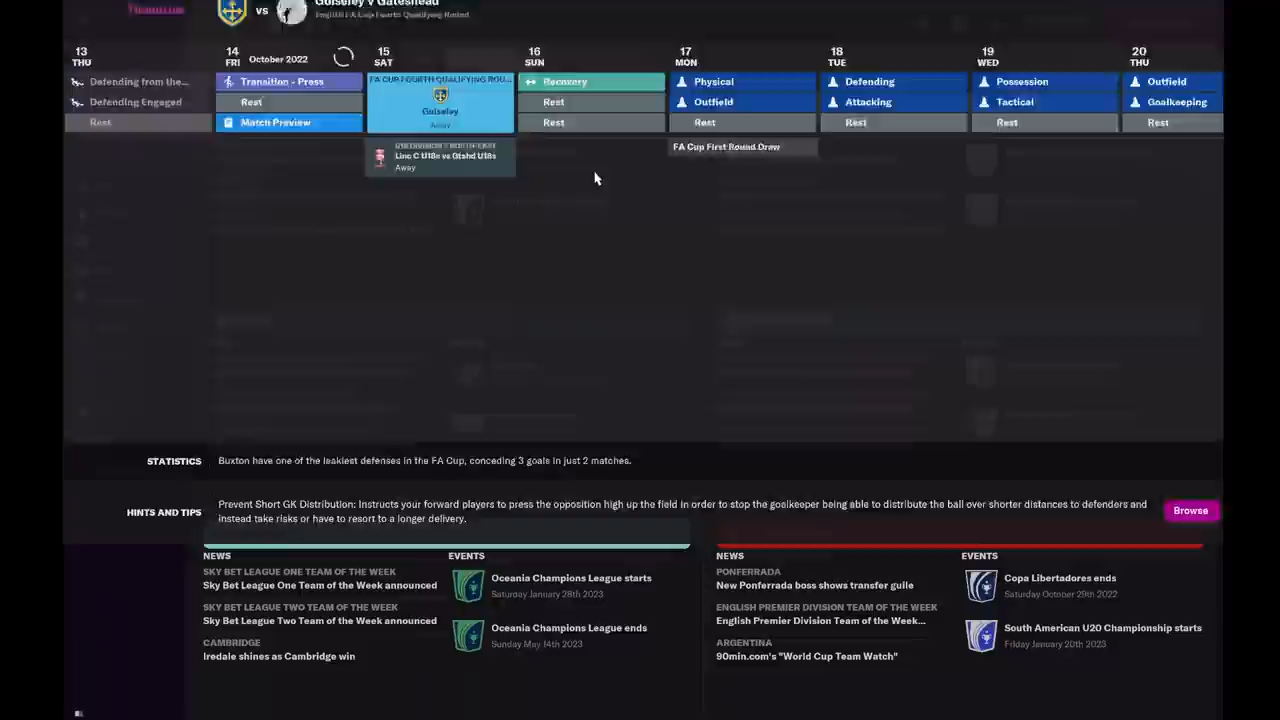 vs Guiseley v Gateshead
English FA Cup Fourth Qualifying Round
13 THU
14 FRI October 2022
15 SAT
16 SUN
17 MON
18 TUE
19 WED
20 THU
Defending from the... Transition - Press FA CUP FOURTH QUALIFYING ROU... Recovery Physical Defending Possession Outfield
Defending Engaged Rest Guiseley Rest Outfield Attacking Tactical Goalkeeping
Rest Match Preview Away Rest Rest Rest Rest Rest
FA Cup First Round Draw
Linc C U18s vs Gtshd U18s
Away
STATISTICS Buxton have one of the leakiest defenses in the FA Cup, conceding 3 goals in just 2 matches.
HINTS AND TIPS Prevent Short GK Distribution: Instructs your forward players to press the opposition high up the field in order to stop the goalkeeper being able to distribute the ball over shorter distances to defenders and
instead take risks or have to resort to a longer delivery.
Browse
NEWS
SKY BET LEAGUE ONE TEAM OF THE WEEK
Sky Bet League One Team of the Week announced
SKY BET LEAGUE TWO TEAM OF THE WEEK
Sky Bet League Two Team of the Week announced
CAMBRIDGE
Iredale shines as Cambridge win
EVENTS
Oceania Champions League starts
Saturday January 28th 2023
Oceania Champions League ends
Sunday May 14th 2023
NEWS
PONFERRADA
New Ponferrada boss shows transfer guile
ENGLISH PREMIER DIVISION TEAM OF THE WEEK
English Premier Division Team of the Week...
ARGENTINA
90min.com's "World Cup Team Watch"
EVENTS
Copa Libertadores ends
Saturday October 29th 2022
South American U20 Championship starts
Friday January 20th 2023